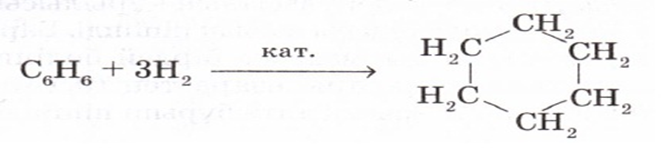 CH₂
H₂C CH₂
C₆H₆ + 3H₂ кат.
H₂C CH₂
CH₂